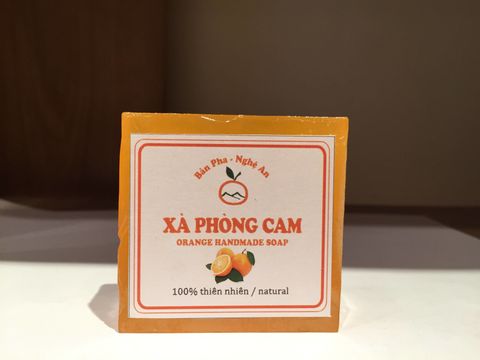 Bản Pha - Nghệ An
XÀ PHÒNG CAM
ORANGE HANDMADE SOAP
100% thiên nhiên / natural